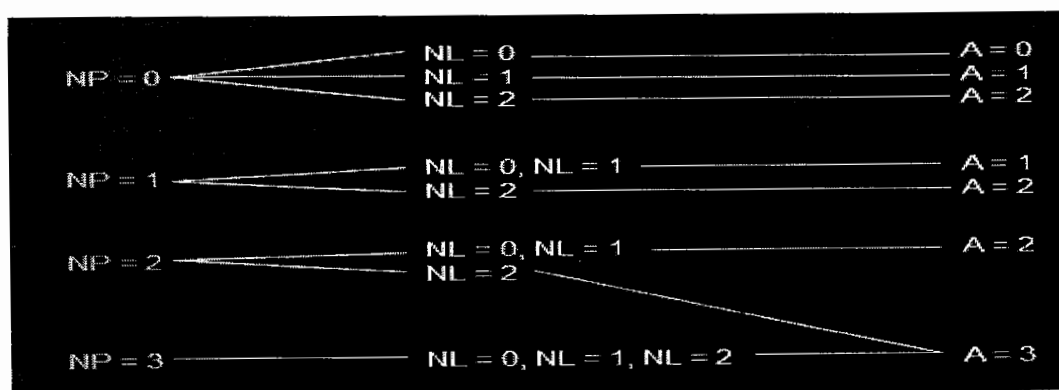 NP = 0 NL = 0 A = 0
NL = 1 A = 1
NL = 2 A = 2
NP = 1 NL = 0, NL = 1 A = 1
NL = 2 A = 2
NP = 2 NL = 0, NL = 1 A = 2
NL = 2
NP = 3 NL = 0, NL = 1, NL = 2 A = 3